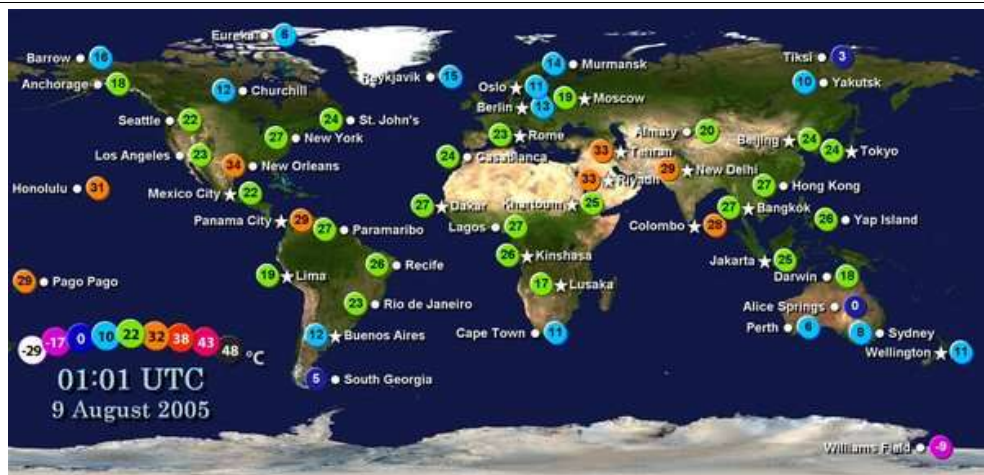 Eureka 6
Barrow 16
Tiksi 3
Reykjavik 15
14 Murmansk
Anchorage 18
10 Yakutsk
12 Churchill
Oslo 11
Berlin 13
19 Moscow
Seattle 22
24 St. John's
27 New York
23 Rome
Almaty 20
Beijing 24
24 Tokyo
Los Angeles 23
34 New Orleans
24 Casablanca
33 Tehran
29 New Delhi
Honolulu 31
Mexico City 22
33 Riyadh
27 Hong Kong
27 Dakar
Khartoum 25
27 Bangkok
Panama City 29
27 Paramaribo
Lagos 27
Colombo 28
26 Yap Island
26 Recife
26 Kinshasa
Jakarta 25
29 Pago Pago
19 Lima
17 Lusaka
Darwin 18
23 Rio de Janeiro
Alice Springs 0
12 Buenos Aires
Cape Town 11
Perth 6
8 Sydney
Wellington 11
-29 -17 0 10 22 32 38 43 48 °C
01:01 UTC
5 South Georgia
9 August 2005
Williams Field -9